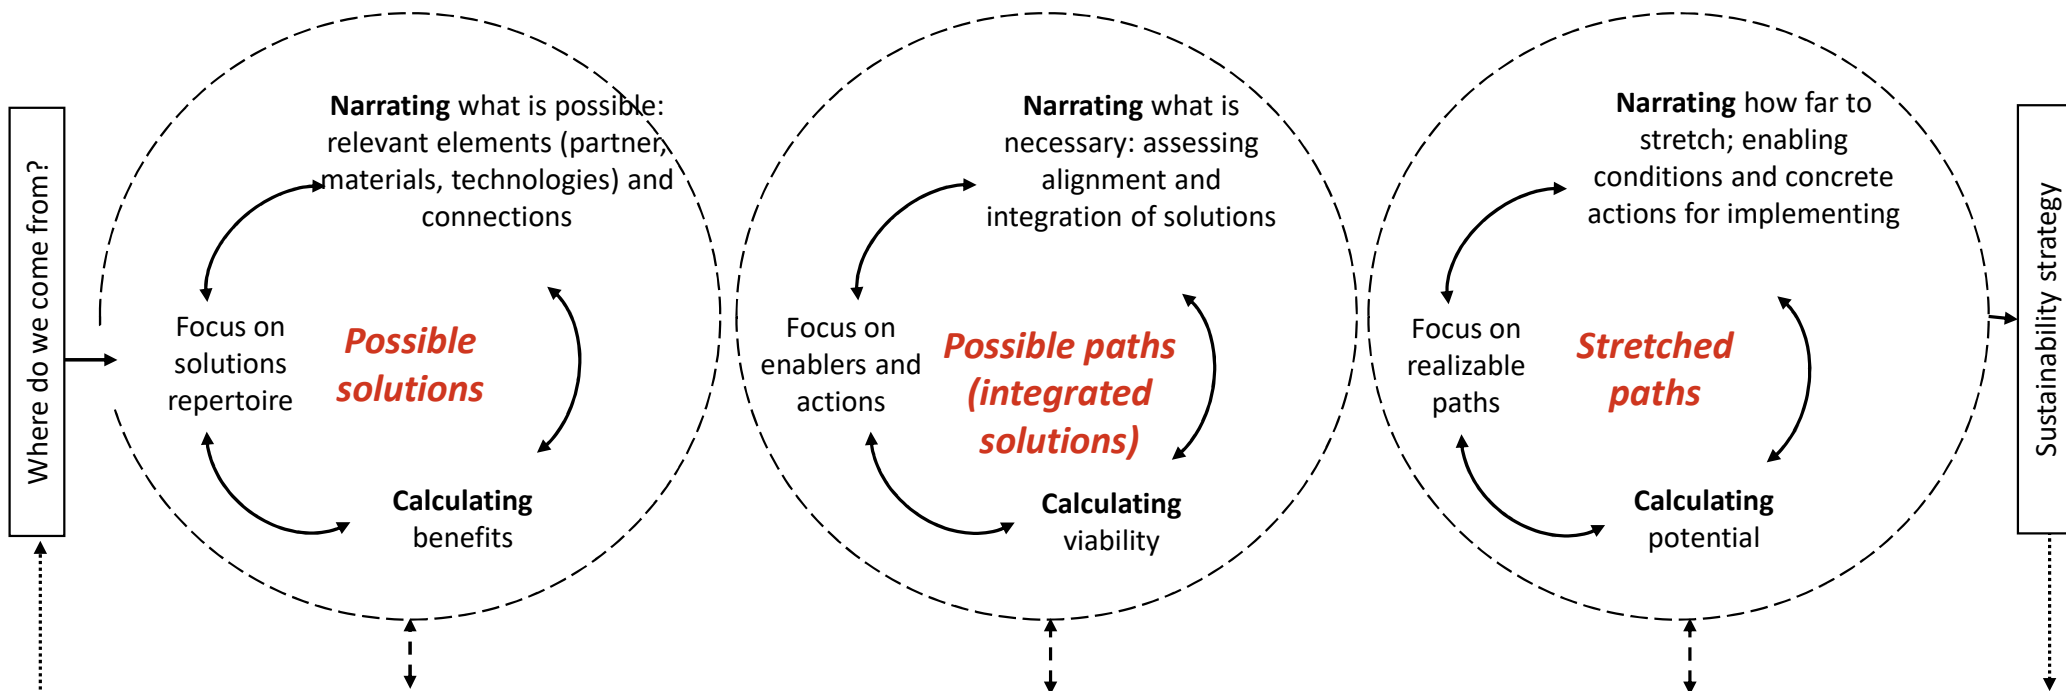 Where do we come from?
Narrating what is possible:
relevant elements (partner,
materials, technologies) and
connections
Focus on
solutions
repertoire
Possible
solutions
Calculating
benefits
Narrating what is
necessary: assessing
alignment and
integration of solutions
Focus on
enablers and
actions
Possible paths
(integrated
solutions)
Calculating
viability
Narrating how far to
stretch; enabling
conditions and concrete
actions for implementing
Focus on
realizable
paths
Stretched
paths
Calculating
potential
Sustainability strategy